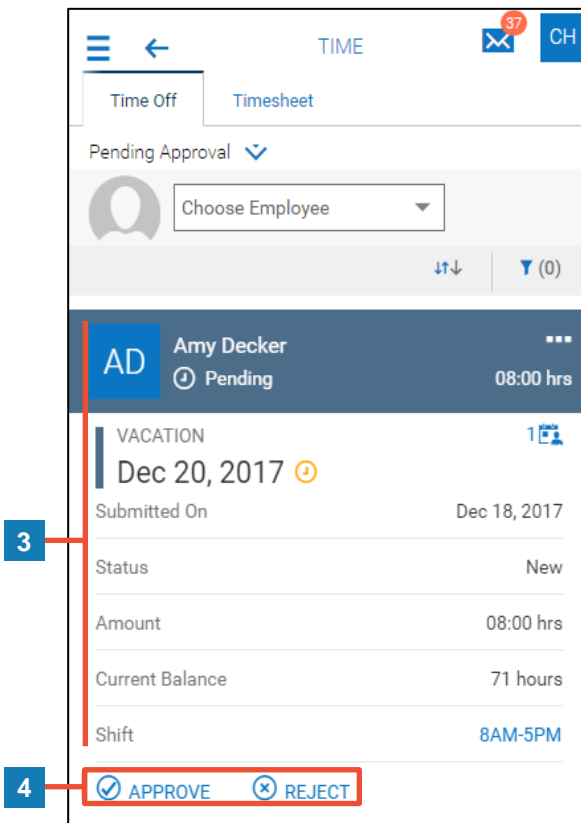 TIME
37
CH
Time Off
Timesheet
Pending Approval
Choose Employee
(0)
AD
Amy Decker
Pending
08:00 hrs
VACATION
1
Dec 20, 2017
Submitted On
Dec 18, 2017
3
Status
New
Amount
08:00 hrs
Current Balance
71 hours
Shift
8AM-5PM
4
APPROVE
REJECT